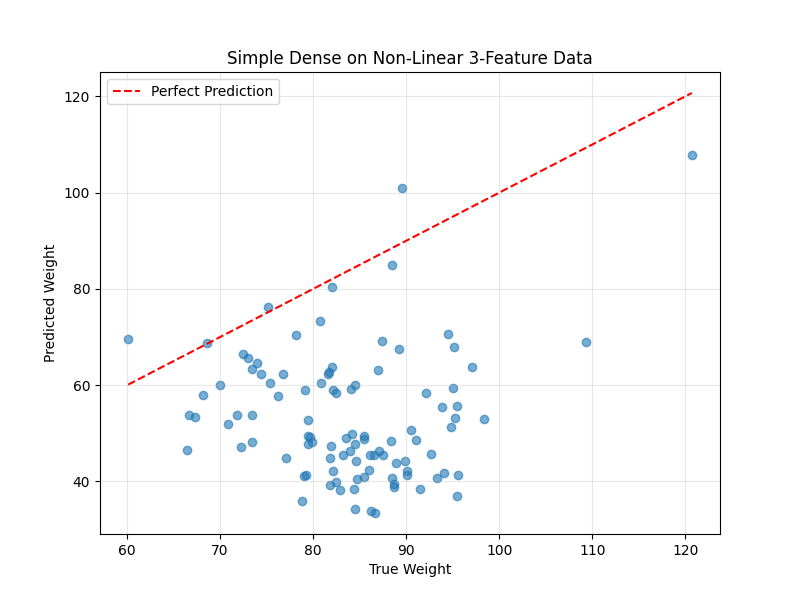 Simple Dense on Non-Linear 3-Feature Data
Perfect Prediction
120
100
80
60
40
Predicted Weight
60 70 80 90 100 110 120
True Weight